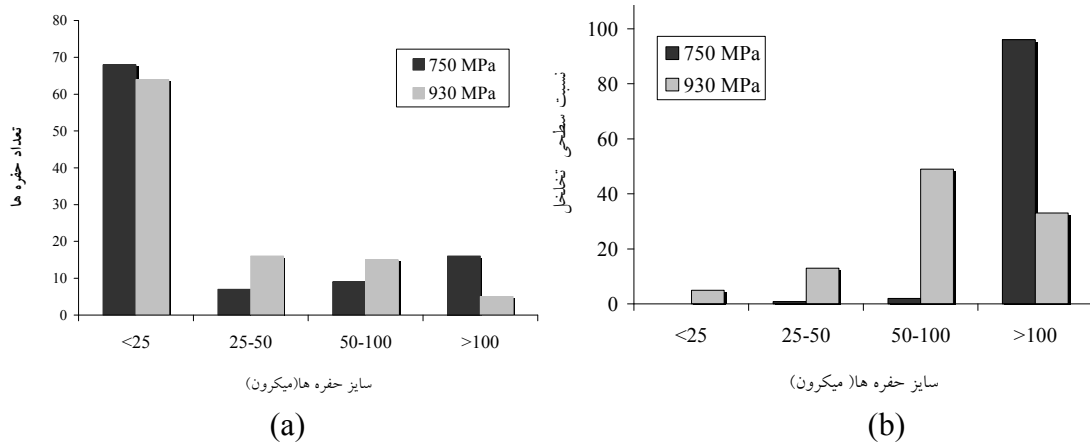 80
70
60
50
40
30
20
10
0
تعداد حفره ها
750 MPa
930 MPa
<25
25-50
50-100
>100
سایز حفره ها(میکرون)
(a)
100
80
60
40
20
0
نسبت سطحی تخلخل
750 MPa
930 MPa
<25
25-50
50-100
>100
سایز حفره ها( میکرون)
(b)